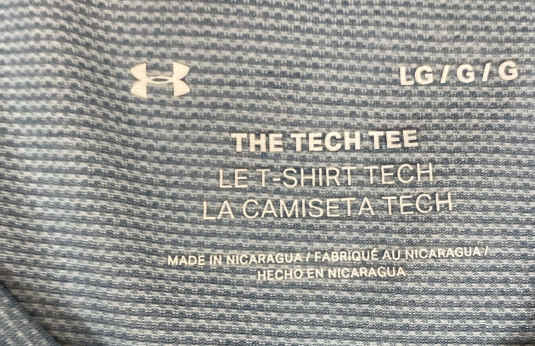 LG / G / G
THE TECH TEE
LE T-SHIRT TECH
LA CAMISETA TECH
MADE IN NICARAGUA / FABRIQUÉ AU NICARAGUA /
HECHO EN NICARAGUA